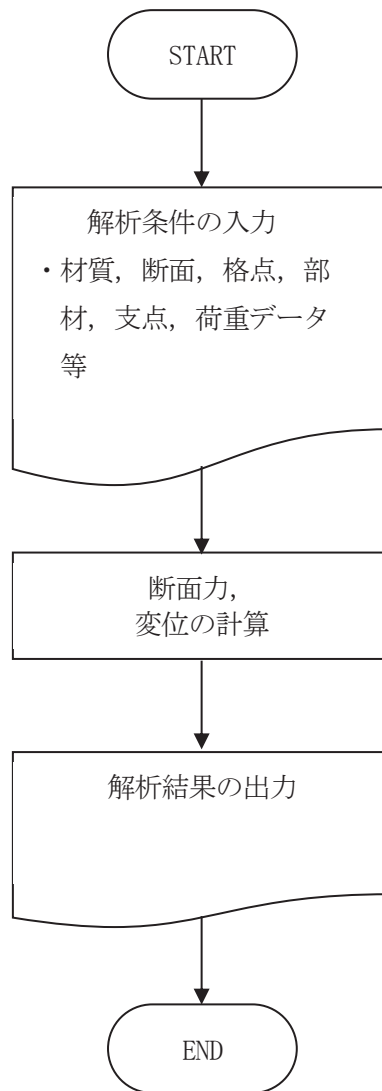 START
解析条件の入力
・材質，断面，格点，部
材，支点，荷重データ
等
断面力，
変位の計算
解析結果の出力
END